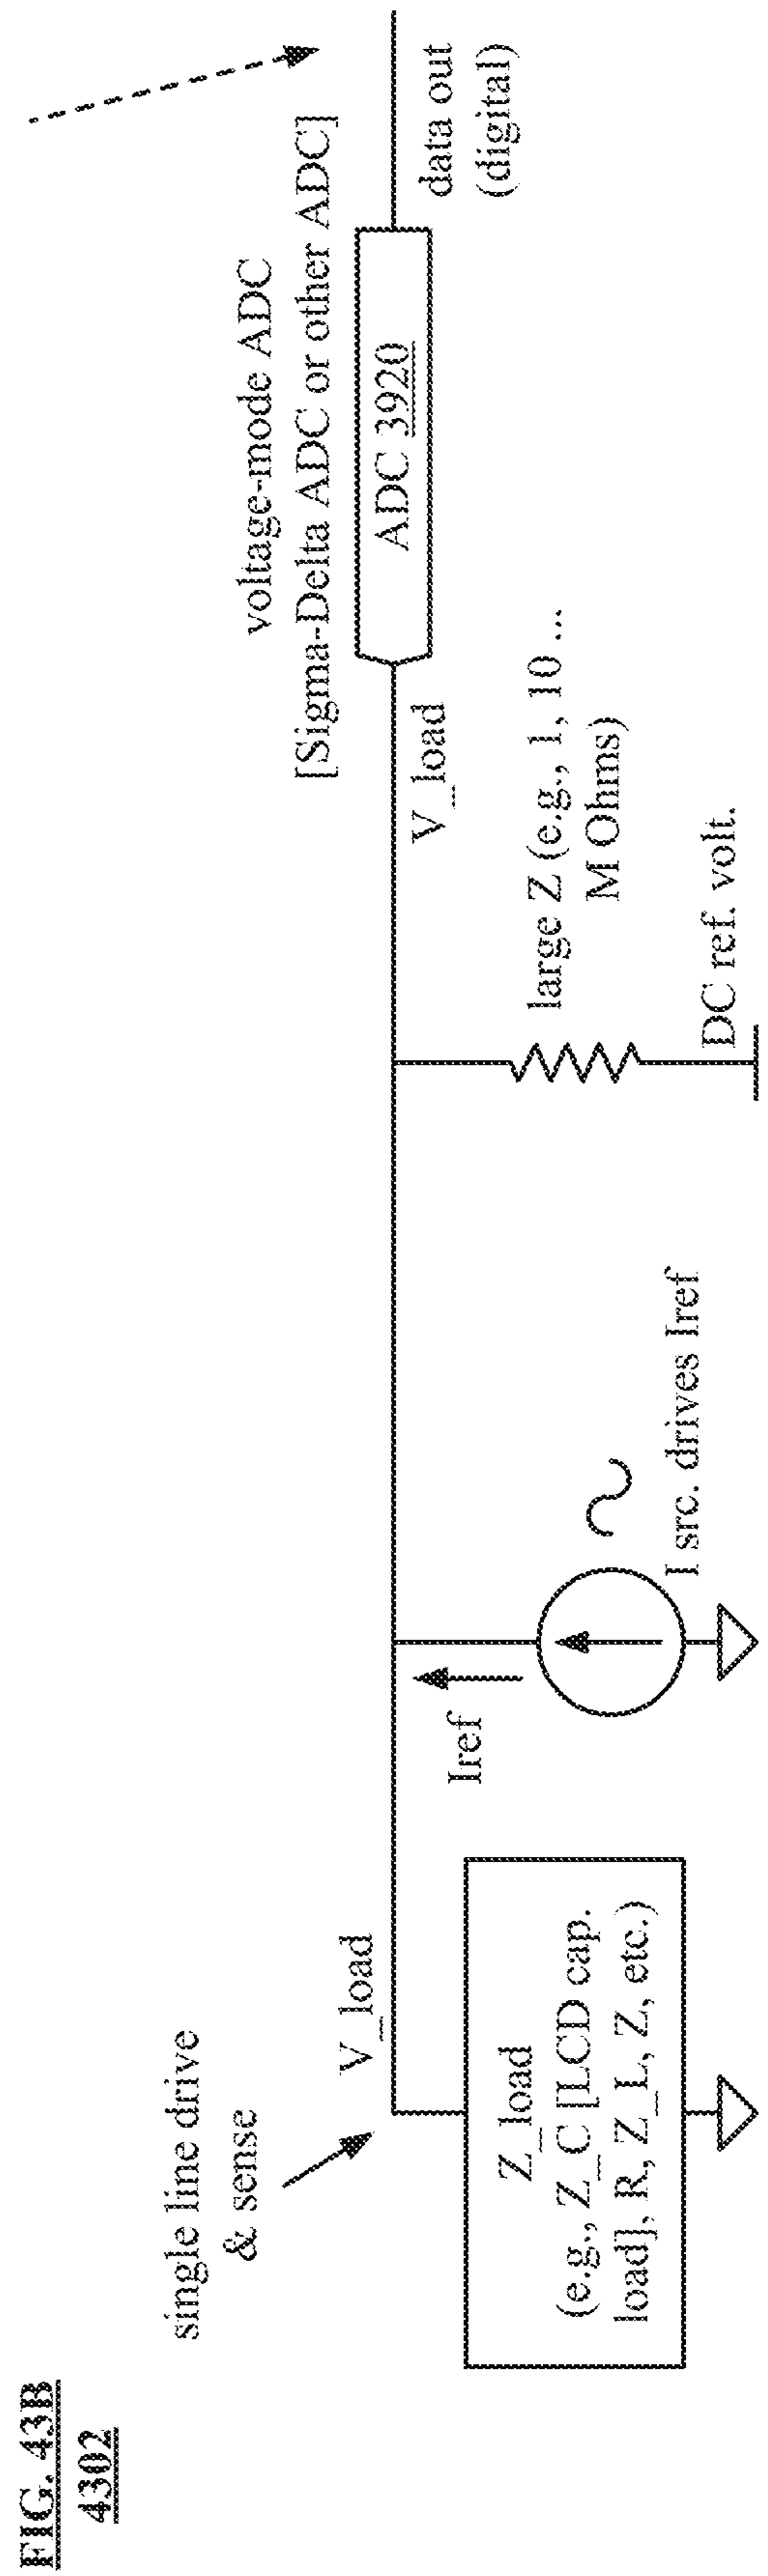 FIG. 43B
4302
single line drive
& sense
V_load
Z_load
(e.g., Z_C [LCD cap.
load], R, Z_L, Z, etc.)
Iref
I src. drives Iref
large Z (e.g., 1, 10 ...
M Ohms)
DC ref. volt.
V_load
voltage-mode ADC
[Sigma-Delta ADC or other ADC]
ADC 3920
data out
(digital)